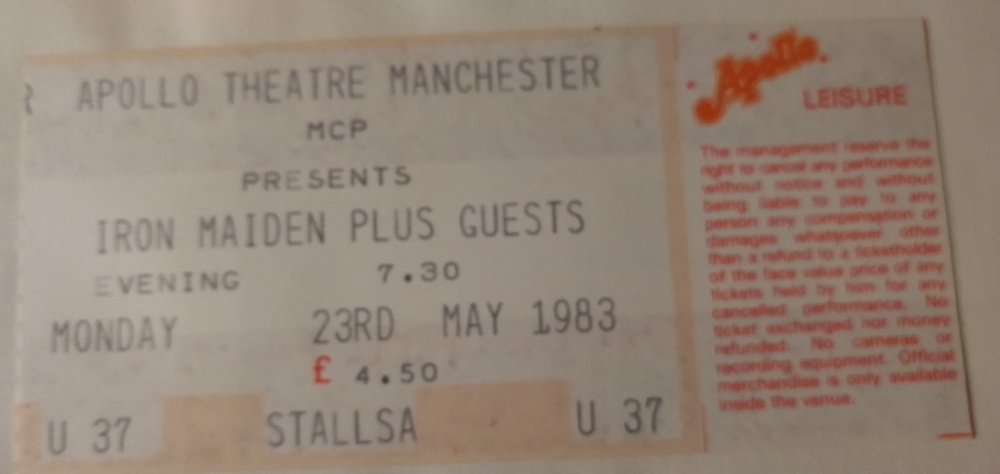 APOLLO THEATRE MANCHESTER
MCP
PRESENTS
IRON MAIDEN PLUS GUESTS
EVENING 7.30
MONDAY 23RD MAY 1983
£ 4.50
U 37 STALLSA U 37
Apollo
LEISURE
The management reserve the
right to cancel any performance
without notice and without
being liable to pay to any
person any compensation or
damages whatsoever other
than a refund to a ticketholder
of the face value price of any
tickets held by him for any
cancelled performance. No
ticket exchanged nor money
refunded. No cameras or
recording equipment. Official
merchandise is only available
inside the venue.